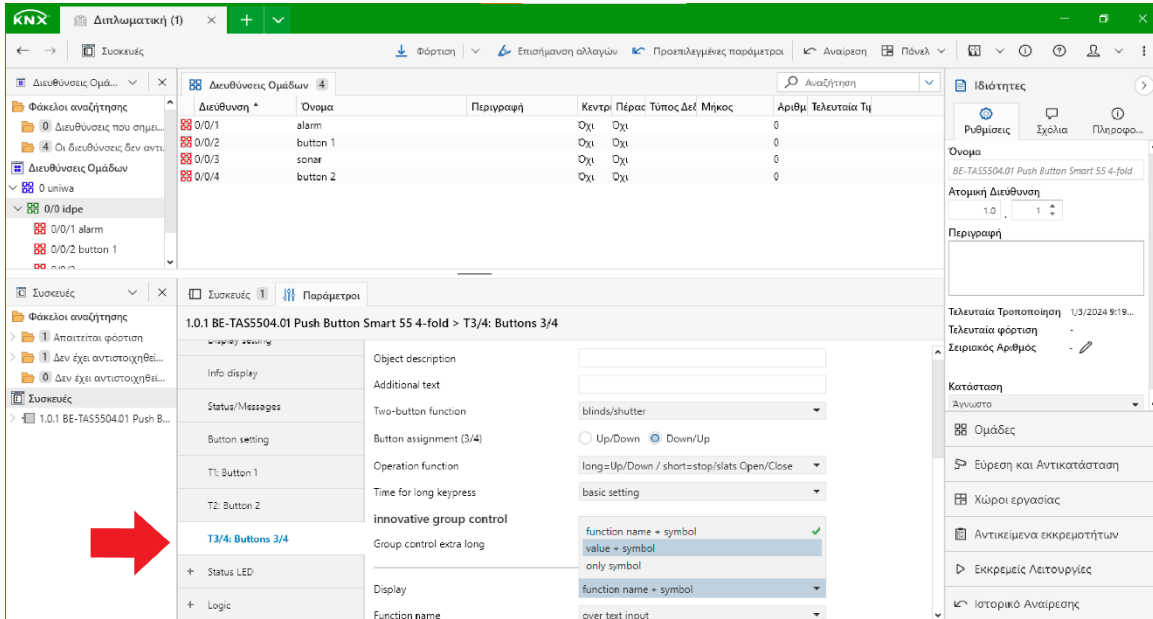 KNX Διπλωματική (1) × +
Συσκευές Φόρτιση Επισήμανση αλλαγών Προεπιλεγμένες παράμετροι Αναίρεση Πάνελ
Διευθύνσεις Ομά...
Φάκελοι αναζήτησης
0 Διευθύνσεις που σημει...
4 Οι διευθύνσεις δεν αντι...
Διευθύνσεις Ομάδων
0 uniwa
0/0 idpe
0/0/1 alarm
0/0/2 button 1
Διευθύνσεις Ομάδων 4 Αναζήτηση
Διεύθυνση Όνομα Περιγραφή Κεντρι Πέρας Τύπος Δεξ Μήκος Αριθμ Τελευταία Τιμ
0/0/1 alarm Όχι Όχι 0
0/0/2 button 1 Όχι Όχι 0
0/0/3 sonar Όχι Όχι 0
0/0/4 button 2 Όχι Όχι 0
Συσκευές
Φάκελοι αναζήτησης
1 Απαιτείται φόρτιση
1 Δεν έχει αντιστοιχηθεί...
0 Δεν έχει αντιστοιχηθεί...
Συσκευές
1.0.1 BE-TAS5504.01 Push B...
Συσκευές 1 Παράμετροι
1.0.1 BE-TAS5504.01 Push Button Smart 55 4-fold > T3/4: Buttons 3/4
Display setting
Info display
Status/Messages
Button setting
T1: Button 1
T2: Button 2
T3/4: Buttons 3/4
+ Status LED
+ Logic
Object description
Additional text
Two-button function blinds/shutter
Button assignment (3/4) Up/Down Down/Up
Operation function long=Up/Down / short=stop/slats Open/Close
Time for long keypress basic setting
innovative group control
Group control extra long
function name + symbol
value + symbol
only symbol
Display function name + symbol
Function name over text input
Ιδιότητες
Ρυθμίσεις Σχόλια Πληροφο...
Όνομα
BE-TAS5504.01 Push Button Smart 55 4-fold
Ατομική Διεύθυνση
1.0 . 1
Περιγραφή
Τελευταία Τροποποίηση 1/3/2024 9:19...
Τελευταία φόρτιση -
Σειριακός Αριθμός -
Κατάσταση
Άγνωστο
Ομάδες
Εύρεση και Αντικατάσταση
Χώροι εργασίας
Αντικείμενα εκκρεμοτήτων
Εκκρεμείς Λειτουργίες
Ιστορικό Αναίρεσης